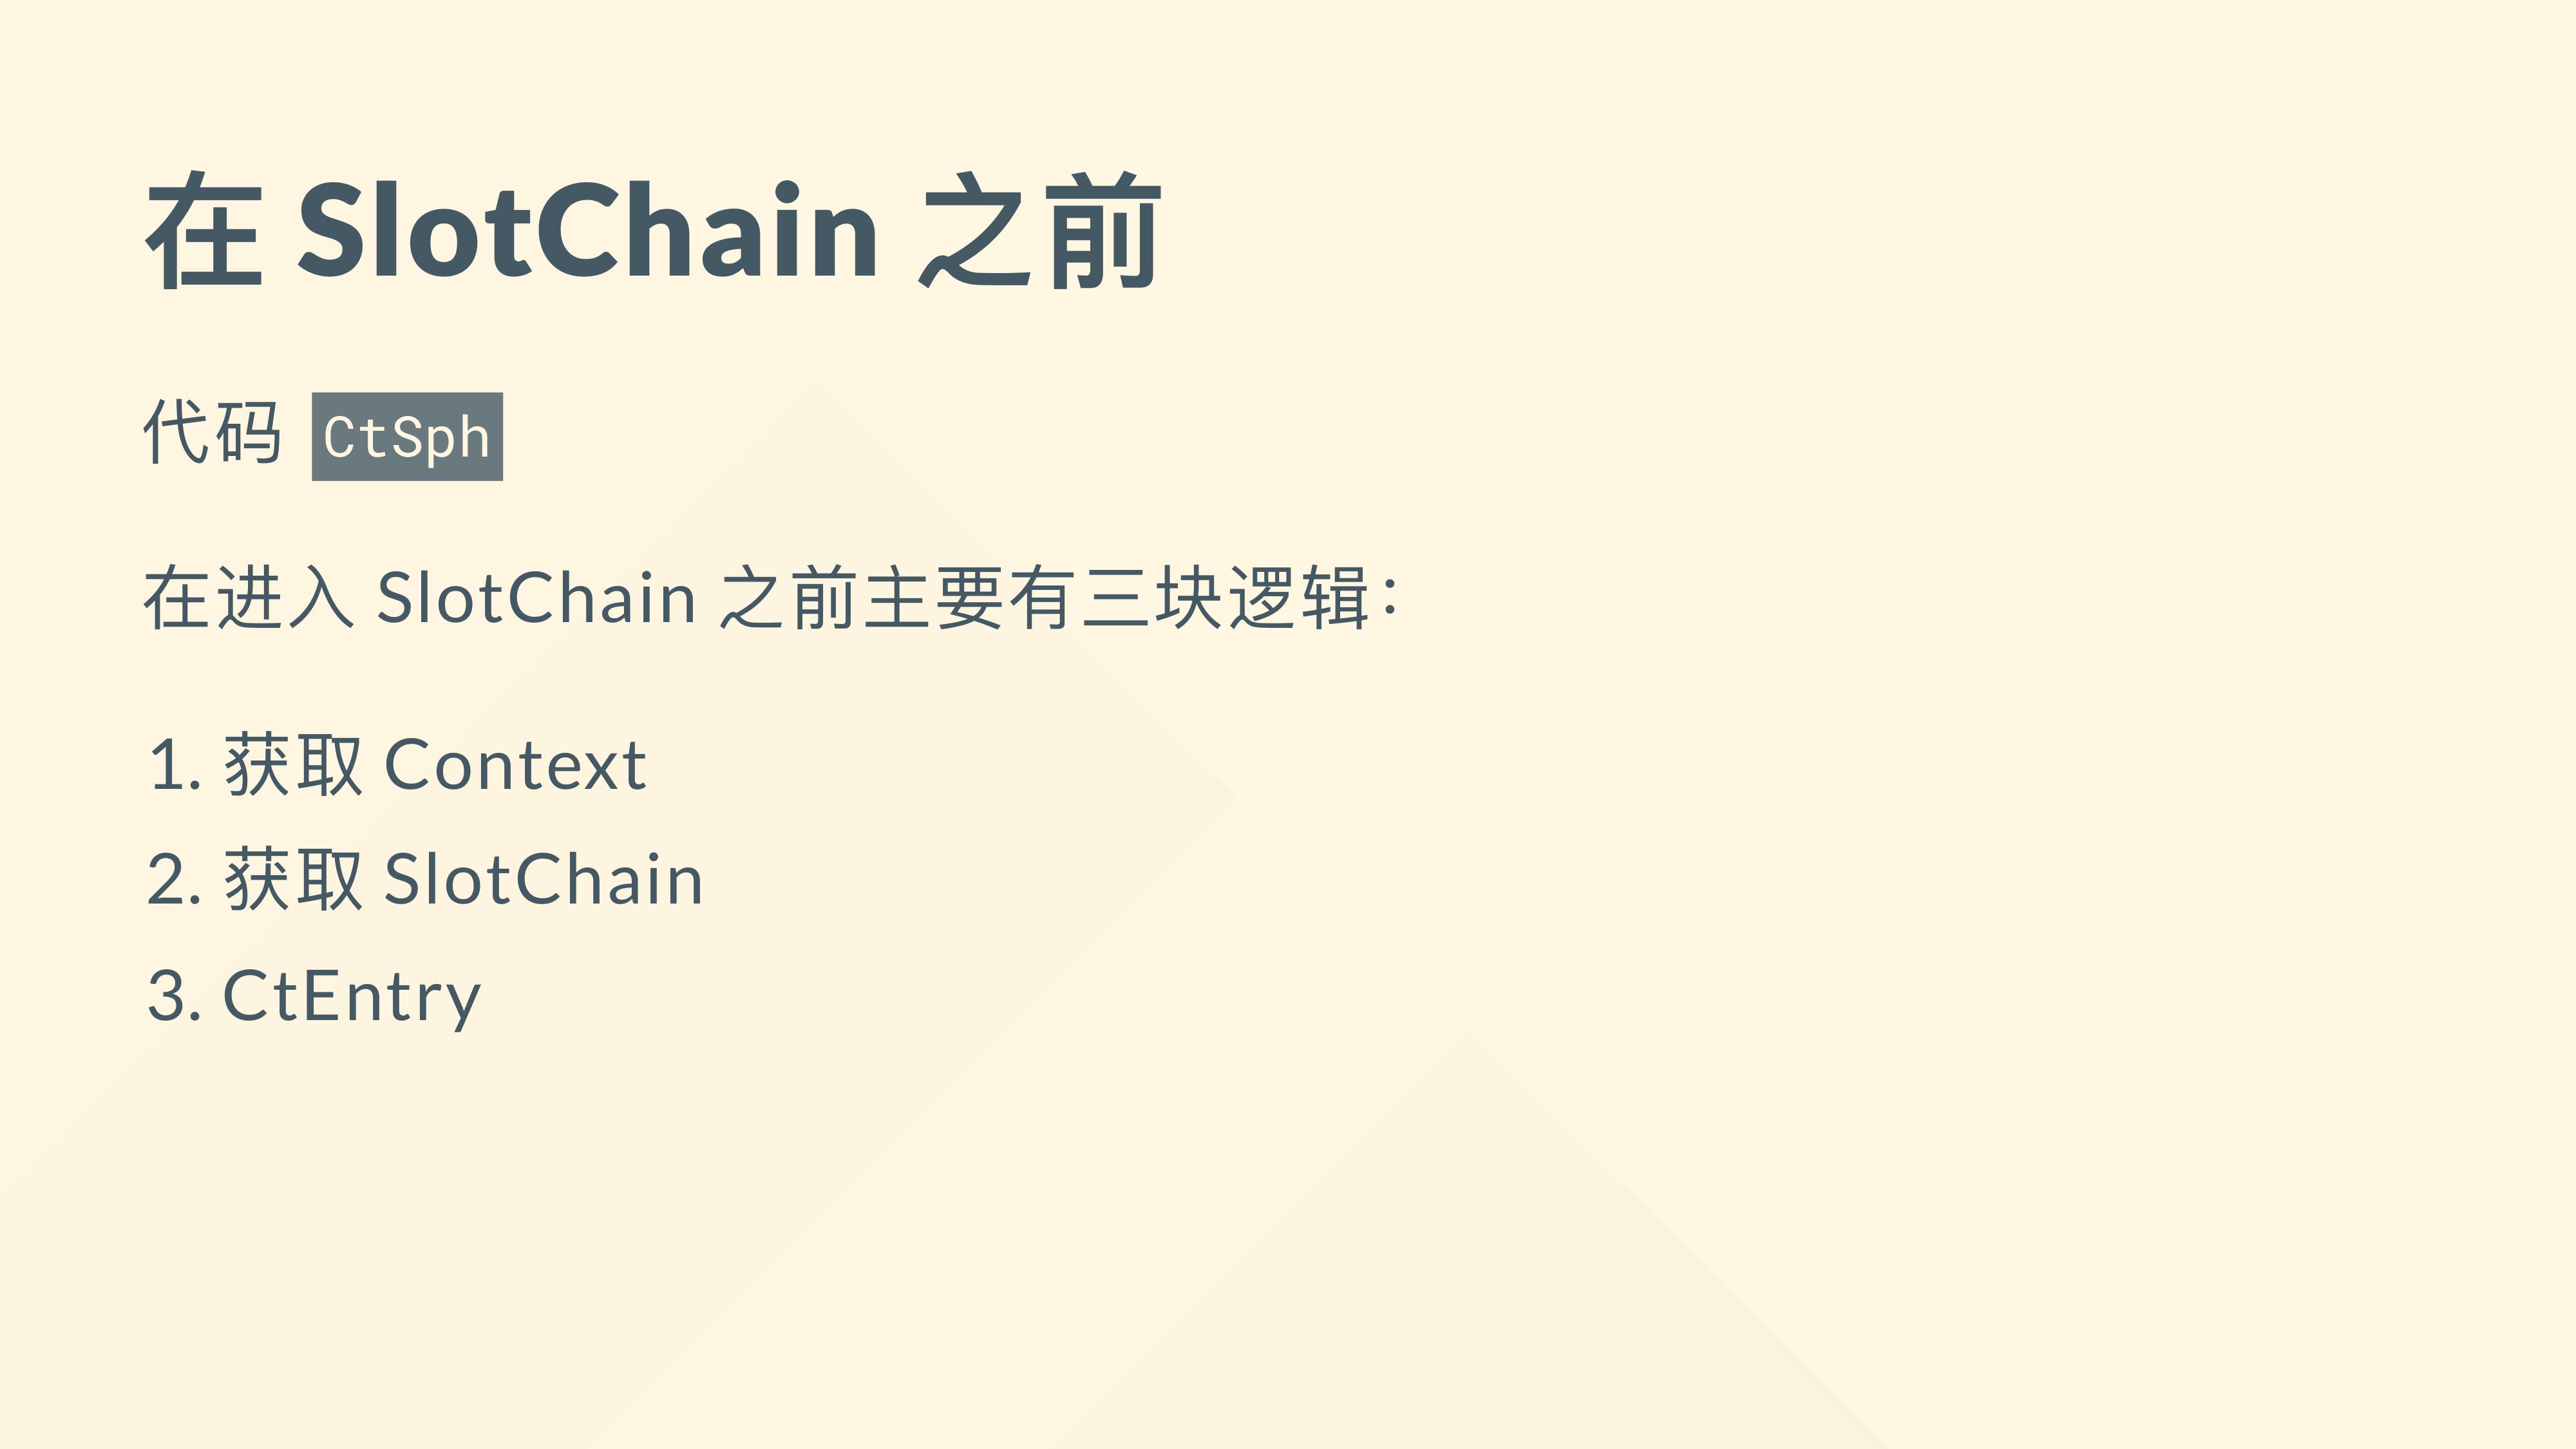 在 SlotChain 之前
代码 CtSph
在进入 SlotChain 之前主要有三块逻辑：
1. 获取 Context
2. 获取 SlotChain
3. CtEntry